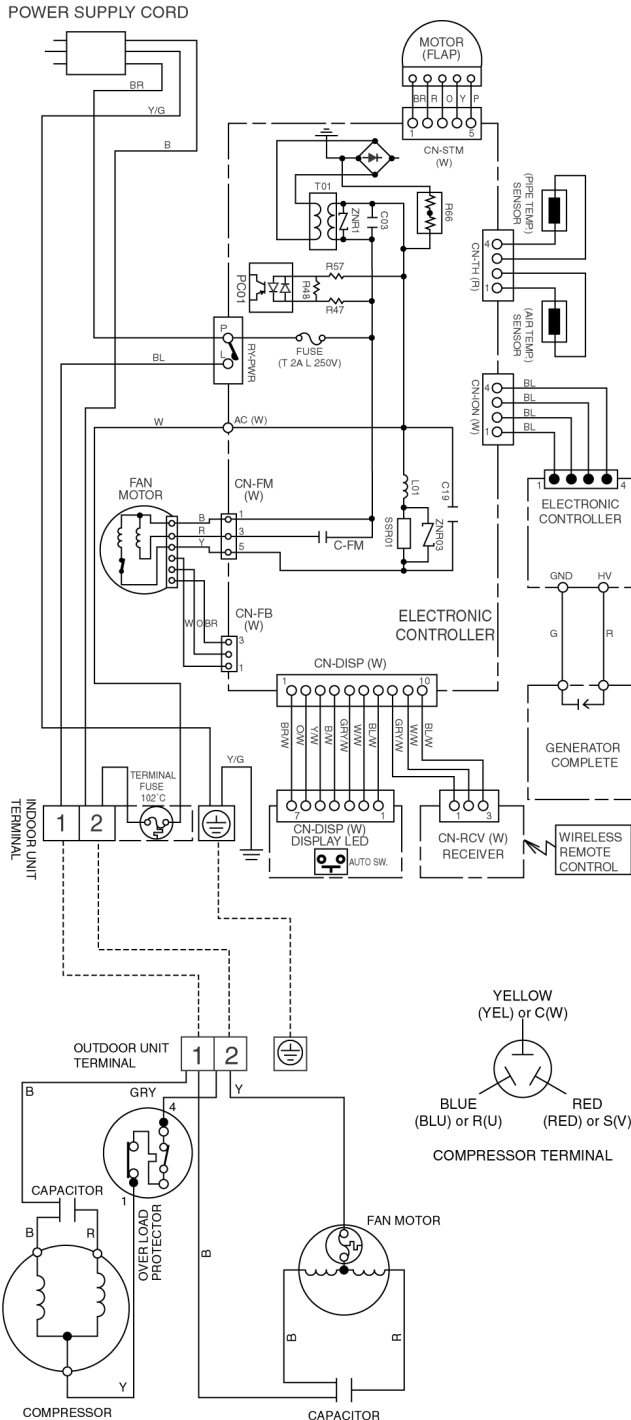 POWER SUPPLY CORD
BR
Y/G
B
MOTOR
(FLAP)
BR R O Y P
1 5
CN-STM
(W)
T01
ZNR1
C03
R66
(PIPE TEMP.)
SENSOR
4
CN-TH (R)
1
(AIR TEMP.)
SENSOR
PC01
R57
R48
R47
P
L
RY-PWR
FUSE
(T 2A L 250V)
BL
W
AC (W)
4
CN-ION (W)
1
BL
BL
BL
BL
1 4
ELECTRONIC
CONTROLLER
FAN
MOTOR
CN-FM
(W)
B
R
Y
1
3
5
C-FM
L01
SSR01
ZNR03
C19
GND HV
G R
W O BR
CN-FB
(W)
3
1
ELECTRONIC
CONTROLLER
CN-DISP (W)
1 10
BR/W
O/W
Y/W
B/W
GRY/W
W/W
BL/W
GRY/W
W/W
BL/W
GENERATOR
COMPLETE
TERMINAL
FUSE
102°C
Y/G
INDOOR UNIT
TERMINAL
1 2
7 1
CN-DISP (W)
DISPLAY LED
AUTO SW.
1 3
CN-RCV (W)
RECEIVER
WIRELESS
REMOTE
CONTROL
OUTDOOR UNIT
TERMINAL
1 2
B
GRY
Y
4
1
OVER LOAD
PROTECTOR
CAPACITOR
B R
B
Y
COMPRESSOR
FAN MOTOR
B
R
CAPACITOR
YELLOW
(YEL) or C(W)
BLUE
(BLU) or R(U)
RED
(RED) or S(V)
COMPRESSOR TERMINAL